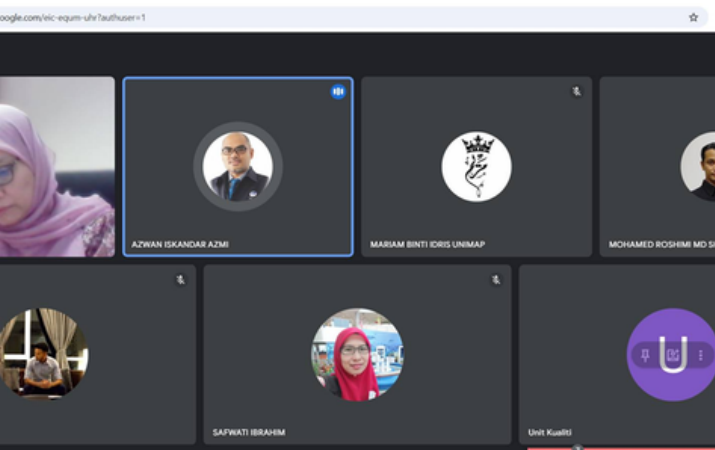 oogle.com/eic-equm-uhr?authuser=1
AZWAN ISKANDAR AZMI
MARIAM BINTI IDRIS UNIMAP
MOHAMED ROSHIMI MD
SAFWATI IBRAHIM
U
Unit Kualiti